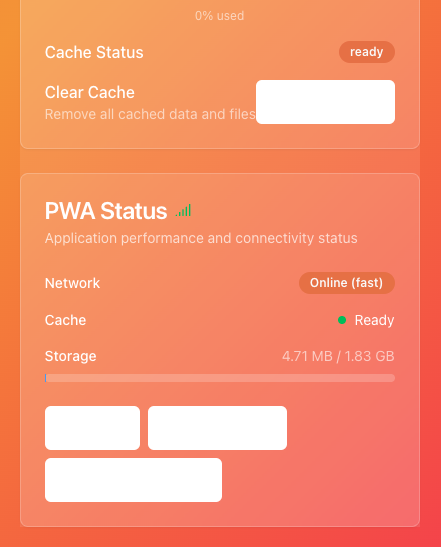 0% used
Cache Status
ready
Clear Cache
Remove all cached data and files
PWA Status
Application performance and connectivity status
Network
Online (fast)
Cache
Ready
Storage
4.71 MB / 1.83 GB